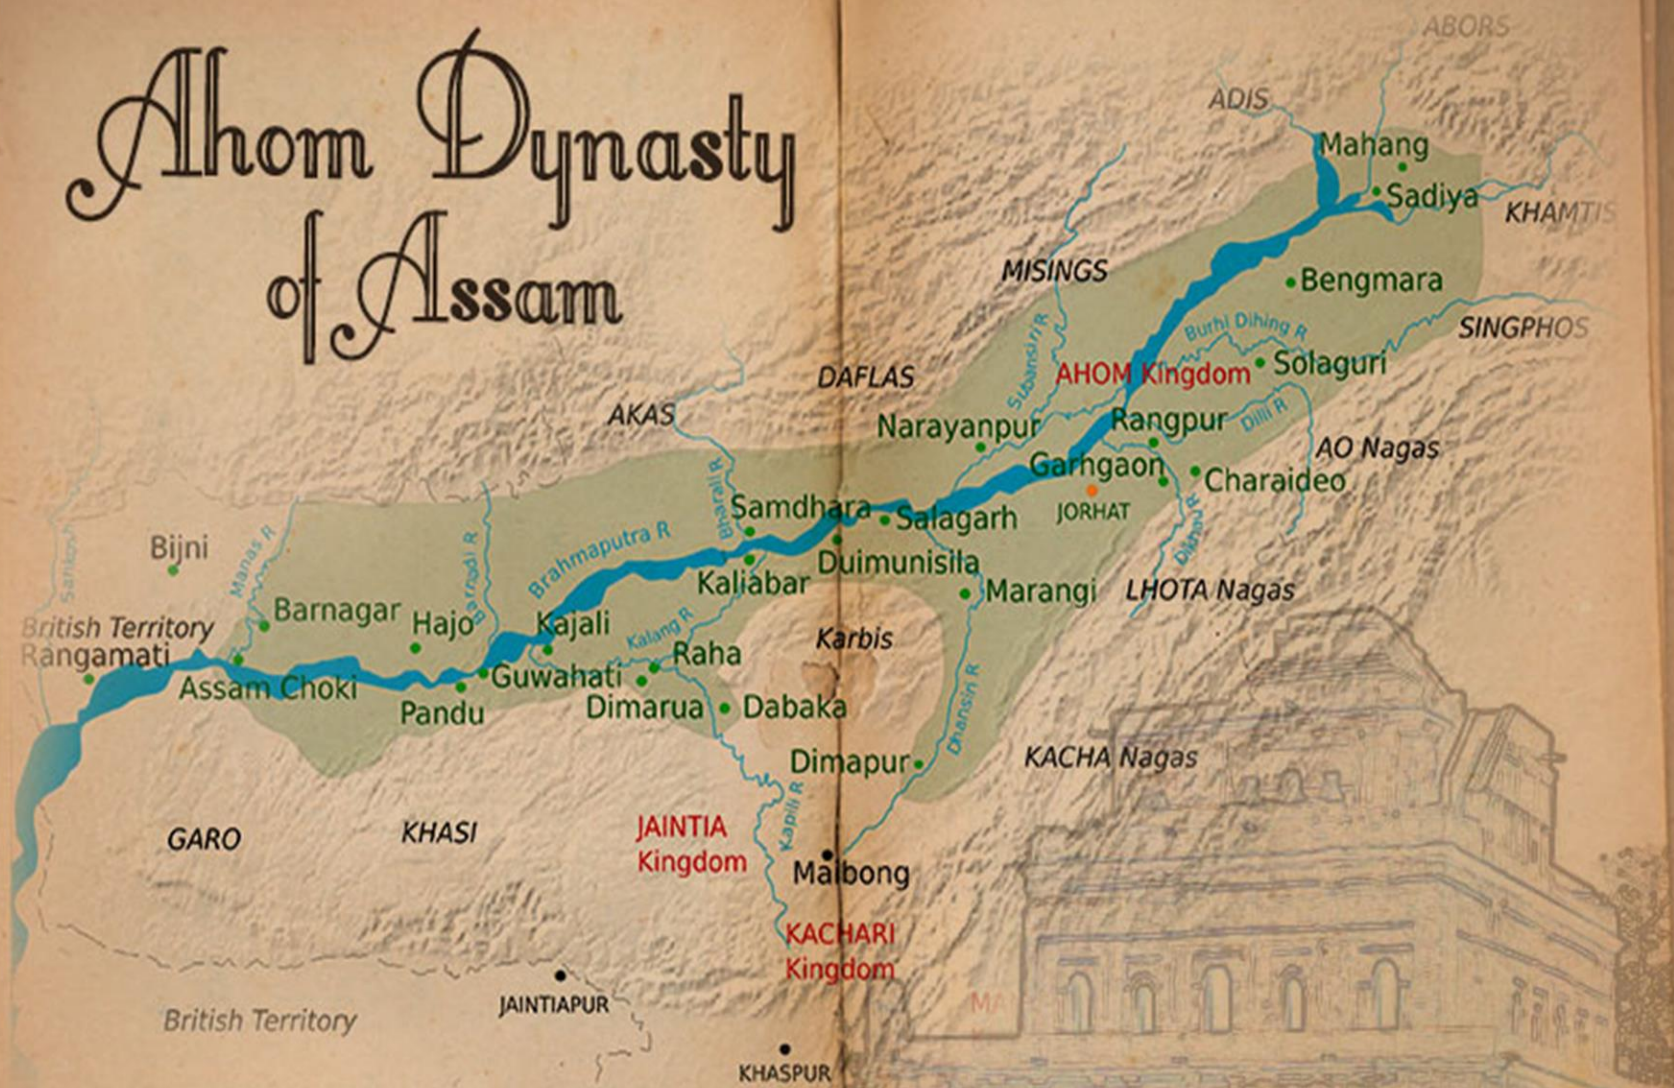 Ahom Dynasty
of Assam
ABORS
ADIS
Mahang
Sadiya
KHAMTIS
MISINGS
Bengmara
Subansiri R
Burhi Dihing R
SINGPHOS
DAFLAS
AHOM Kingdom
Solaguri
AKAS
Narayanpur
Rangpur
Dilli R
AO Nagas
Garhgaon
Charaideo
Bharali R
Samdhara
Salagarh
JORHAT
Dikhau R
Brahmaputra R
Bijni
Manas R
Sankosh
Barnadi R
Duimunisila
Kaliabar
Marangi
LHOTA Nagas
Barnagar
Hajo
Kajali
Kalang R
Karbis
British Territory
Rangamati
Raha
Assam Choki
Guwahati
Pandu
Dimarua
Dabaka
Dhansiri R
Dimapur
KACHA Nagas
Kapili R
GARO
KHASI
JAINTIA
Kingdom
Maibong
KACHARI
Kingdom
JAINTIAPUR
MA
British Territory
KHASPUR